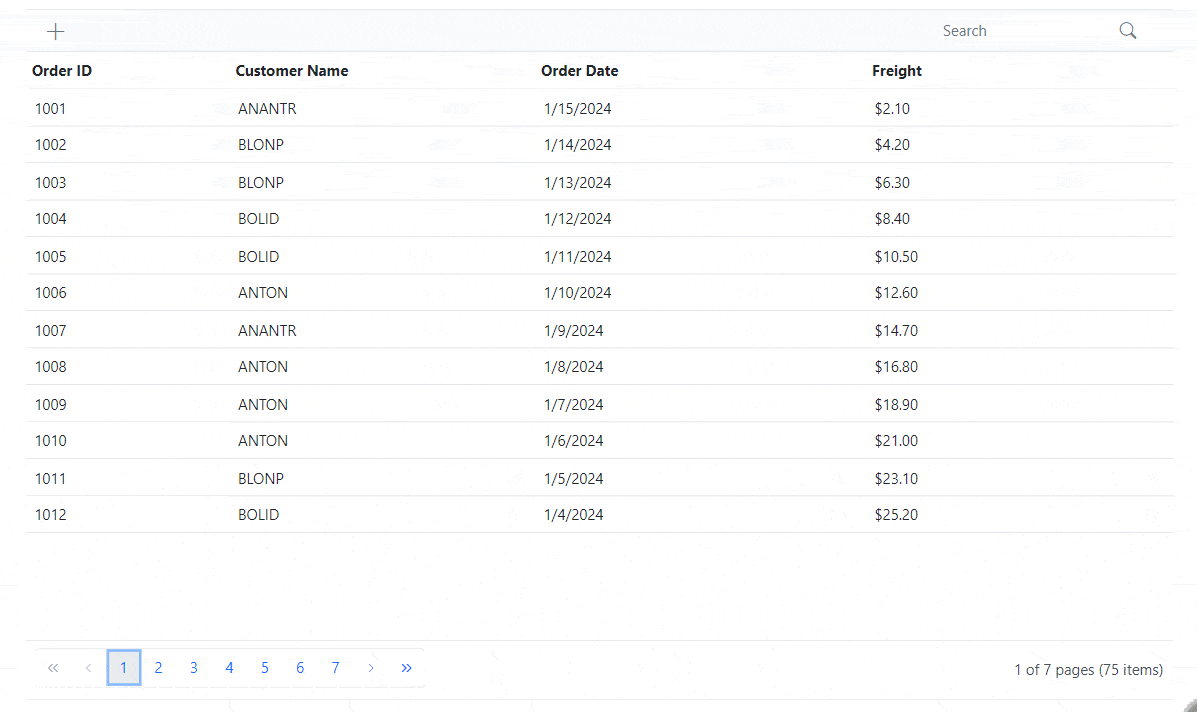 Search
Order ID Customer Name Order Date Freight
1001 ANANTR 1/15/2024 $2.10
1002 BLONP 1/14/2024 $4.20
1003 BLONP 1/13/2024 $6.30
1004 BOLID 1/12/2024 $8.40
1005 BOLID 1/11/2024 $10.50
1006 ANTON 1/10/2024 $12.60
1007 ANANTR 1/9/2024 $14.70
1008 ANTON 1/8/2024 $16.80
1009 ANTON 1/7/2024 $18.90
1010 ANTON 1/6/2024 $21.00
1011 BLONP 1/5/2024 $23.10
1012 BOLID 1/4/2024 $25.20
1 2 3 4 5 6 7 1 of 7 pages (75 items)